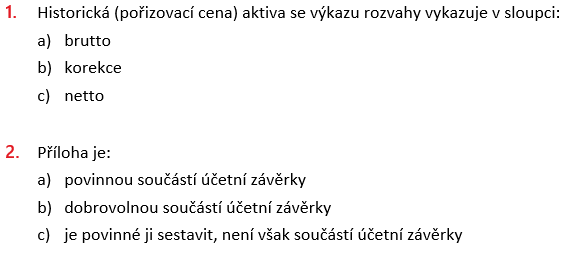 1. Historická (pořizovací cena) aktiva se výkazu rozvahy vykazuje v sloupci:
a) brutto
b) korekce
c) netto
2. Příloha je:
a) povinnou součástí účetní závěrky
b) dobrovolnou součástí účetní závěrky
c) je povinné ji sestavit, není však součástí účetní závěrky